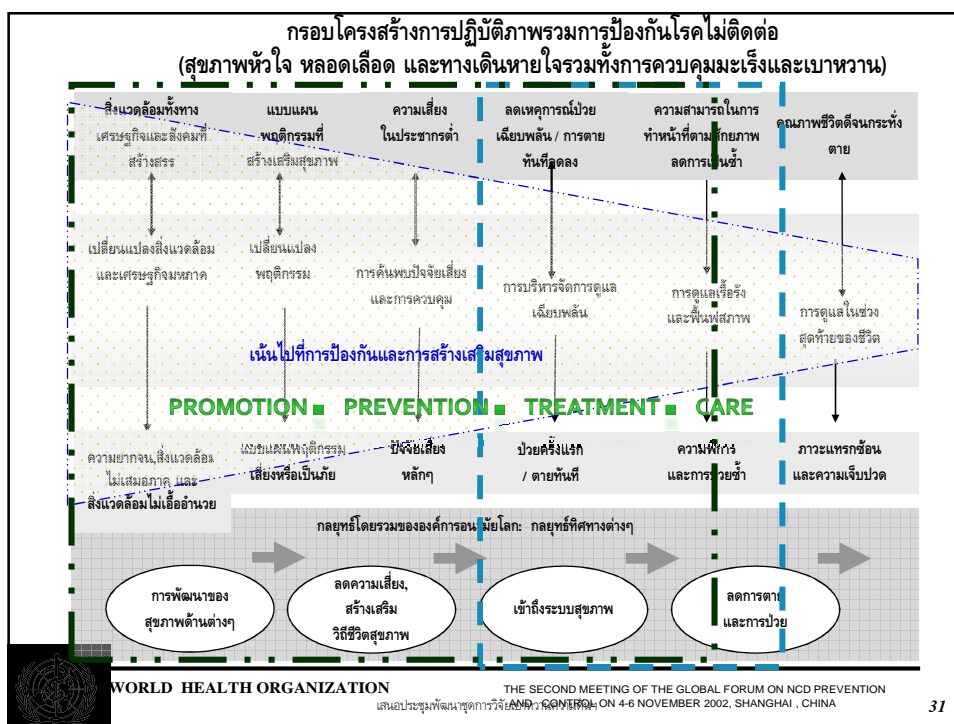 กรอบโครงสร้างการปฏิบัติภาพรวมการป้องกันโรคไม่ติดต่อ
(สุขภาพหัวใจ หลอดเลือด และทางเดินหายใจรวมทั้งการควบคุมมะเร็งและเบาหวาน)
สิ่งแวดล้อมทั้งทาง
เศรษฐกิจและสังคมที่
สร้างสรร
แบบแผน
พฤติกรรมที่
สร้างเสริมสุขภาพ
ความเสี่ยง
ในประชากรต่ำ
ลดเหตุการณ์ป่วย
เฉียบพลัน / การตาย
ทันทีลดลง
ความสามารถในการ
ทำหน้าที่ตามศักยภาพ
ลดการเป็นซ้ำ
คุณภาพชีวิตดีจนกระทั่ง
ตาย
เปลี่ยนแปลงสิ่งแวดล้อม
และเศรษฐกิจมหภาค
เปลี่ยนแปลง
พฤติกรรม
การค้นพบปัจจัยเสี่ยง
และการควบคุม
การบริหารจัดการดูแล
เฉียบพลัน
การดูแลเรื้อรัง
และฟื้นฟูสภาพ
การดูแลในช่วง
สุดท้ายของชีวิต
เน้นไปที่การป้องกันและการสร้างเสริมสุขภาพ
PROMOTION ▪ PREVENTION ▪ TREATMENT ▪ CARE
ความยากจน,สิ่งแวดล้อม
ไม่เสมอภาค และ
สิ่งแวดล้อมไม่เอื้ออำนวย
แบบแผนพฤติกรรม
เสี่ยงหรือเป็นภัย
ปัจจัยเสี่ยง
หลักๆ
ป่วยครั้งแรก
/ ตายทันที
ความพิการ
และการป่วยซ้ำ
ภาวะแทรกซ้อน
และความเจ็บปวด
กลยุทธ์โดยรวมขององค์การอนามัยโลก: กลยุทธ์ทิศทางต่างๆ
การพัฒนาของ
สุขภาพด้านต่างๆ
ลดความเสี่ยง,
สร้างเสริม
วิถีชีวิตสุขภาพ
เข้าถึงระบบสุขภาพ
ลดการตาย
และการป่วย
WORLD HEALTH ORGANIZATION
THE SECOND MEETING OF THE GLOBAL FORUM ON NCD PREVENTION
AND CONTROL ON 4-6 NOVEMBER 2002, SHANGHAI , CHINA
เสนอประชุมพัฒนาชุดการวิจัยเบาหวานความดันฯ
31